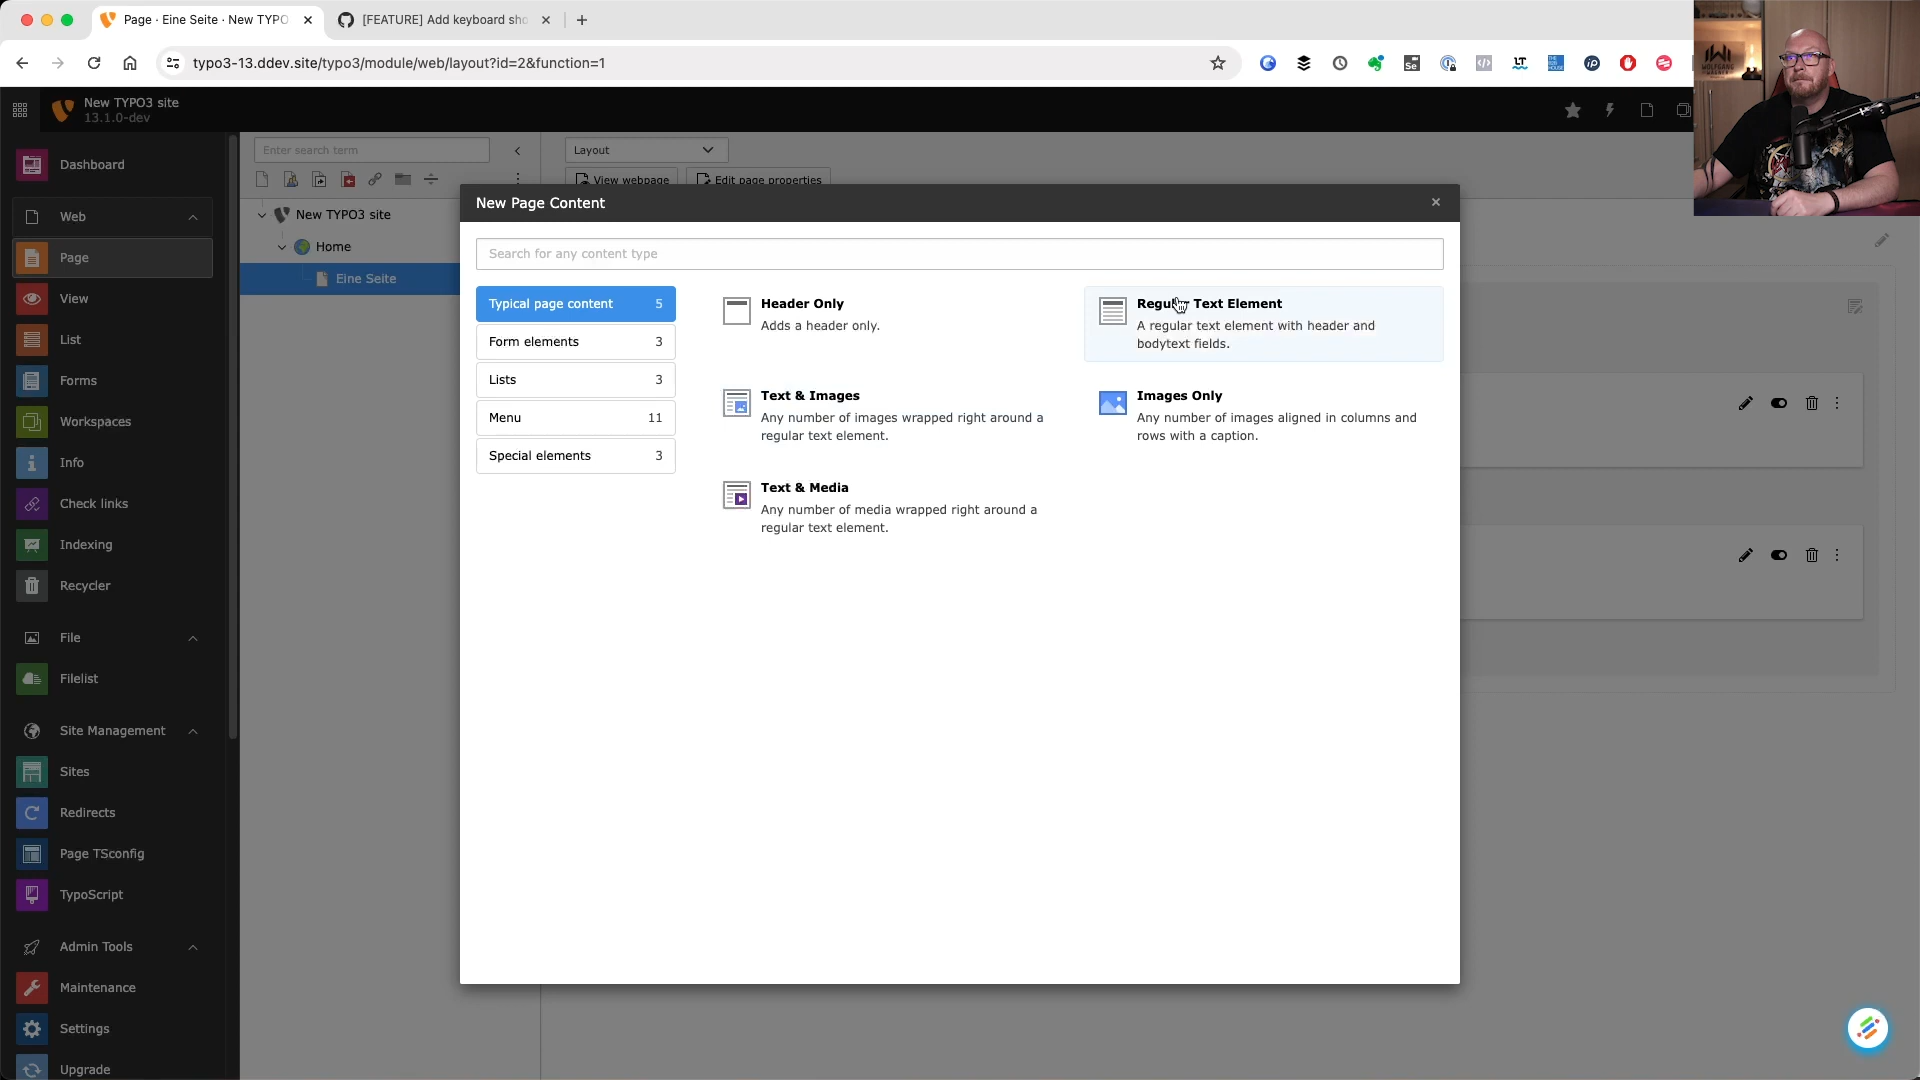 Page · Eine Seite · New TYPO
[FEATURE] Add keyboard sho
typo3-13.ddev.site/typo3/module/web/layout?id=2&function=1
New TYPO3 site
13.1.0-dev
Dashboard
Web
Page
View
List
Forms
Workspaces
Info
Check links
Indexing
Recycler
File
Filelist
Site Management
Sites
Redirects
Page TSconfig
TypoScript
Admin Tools
Maintenance
Settings
Upgrade
Enter search term
New TYPO3 site
Home
Eine Seite
Layout
View webpage
Edit page properties
New Page Content
Search for any content type
Typical page content 5
Form elements 3
Lists 3
Menu 11
Special elements 3
Header Only
Adds a header only.
Regular Text Element
A regular text element with header and
bodytext fields.
Text & Images
Any number of images wrapped right around a
regular text element.
Images Only
Any number of images aligned in columns and
rows with a caption.
Text & Media
Any number of media wrapped right around a
regular text element.